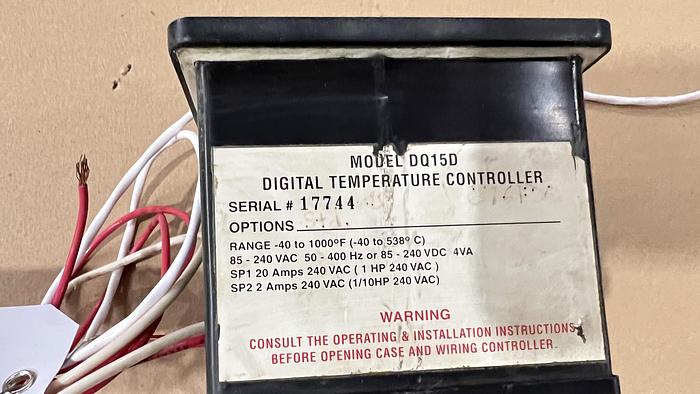 MODEL DQ15D
DIGITAL TEMPERATURE CONTROLLER
SERIAL # 17744
OPTIONS
RANGE -40 to 1000ºF (-40 to 538º C)
85 - 240 VAC 50 - 400 Hz or 85 - 240 VDC 4VA
SP1 20 Amps 240 VAC ( 1 HP 240 VAC )
SP2 2 Amps 240 VAC (1/10HP 240 VAC)
WARNING
CONSULT THE OPERATING & INSTALLATION INSTRUCTIONS
BEFORE OPENING CASE AND WIRING CONTROLLER.